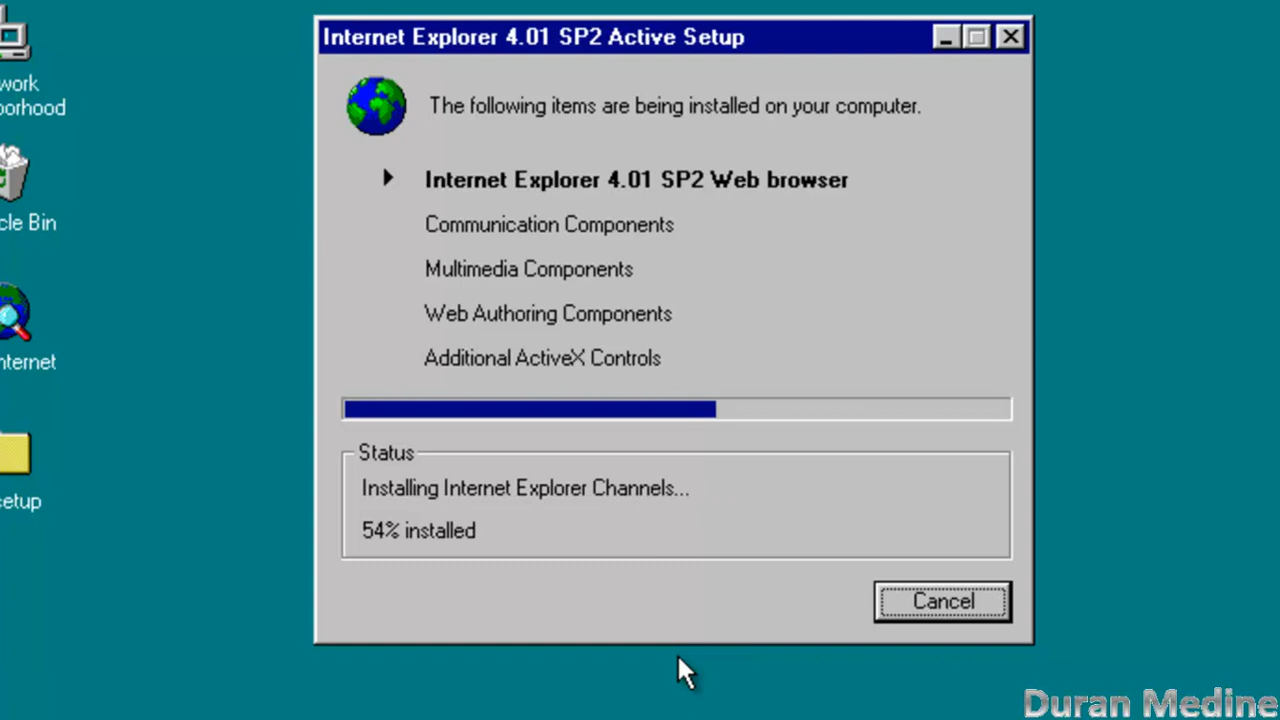 Internet Explorer 4.01 SP2 Active Setup
work
borhood
The following items are being installed on your computer.
Internet Explorer 4.01 SP2 Web browser
cle Bin
Communication Components
Multimedia Components
Web Authoring Components
nternet
Additional ActiveX Controls
Status
Installing Internet Explorer Channels...
etup
54% installed
Cancel
Duran Medine